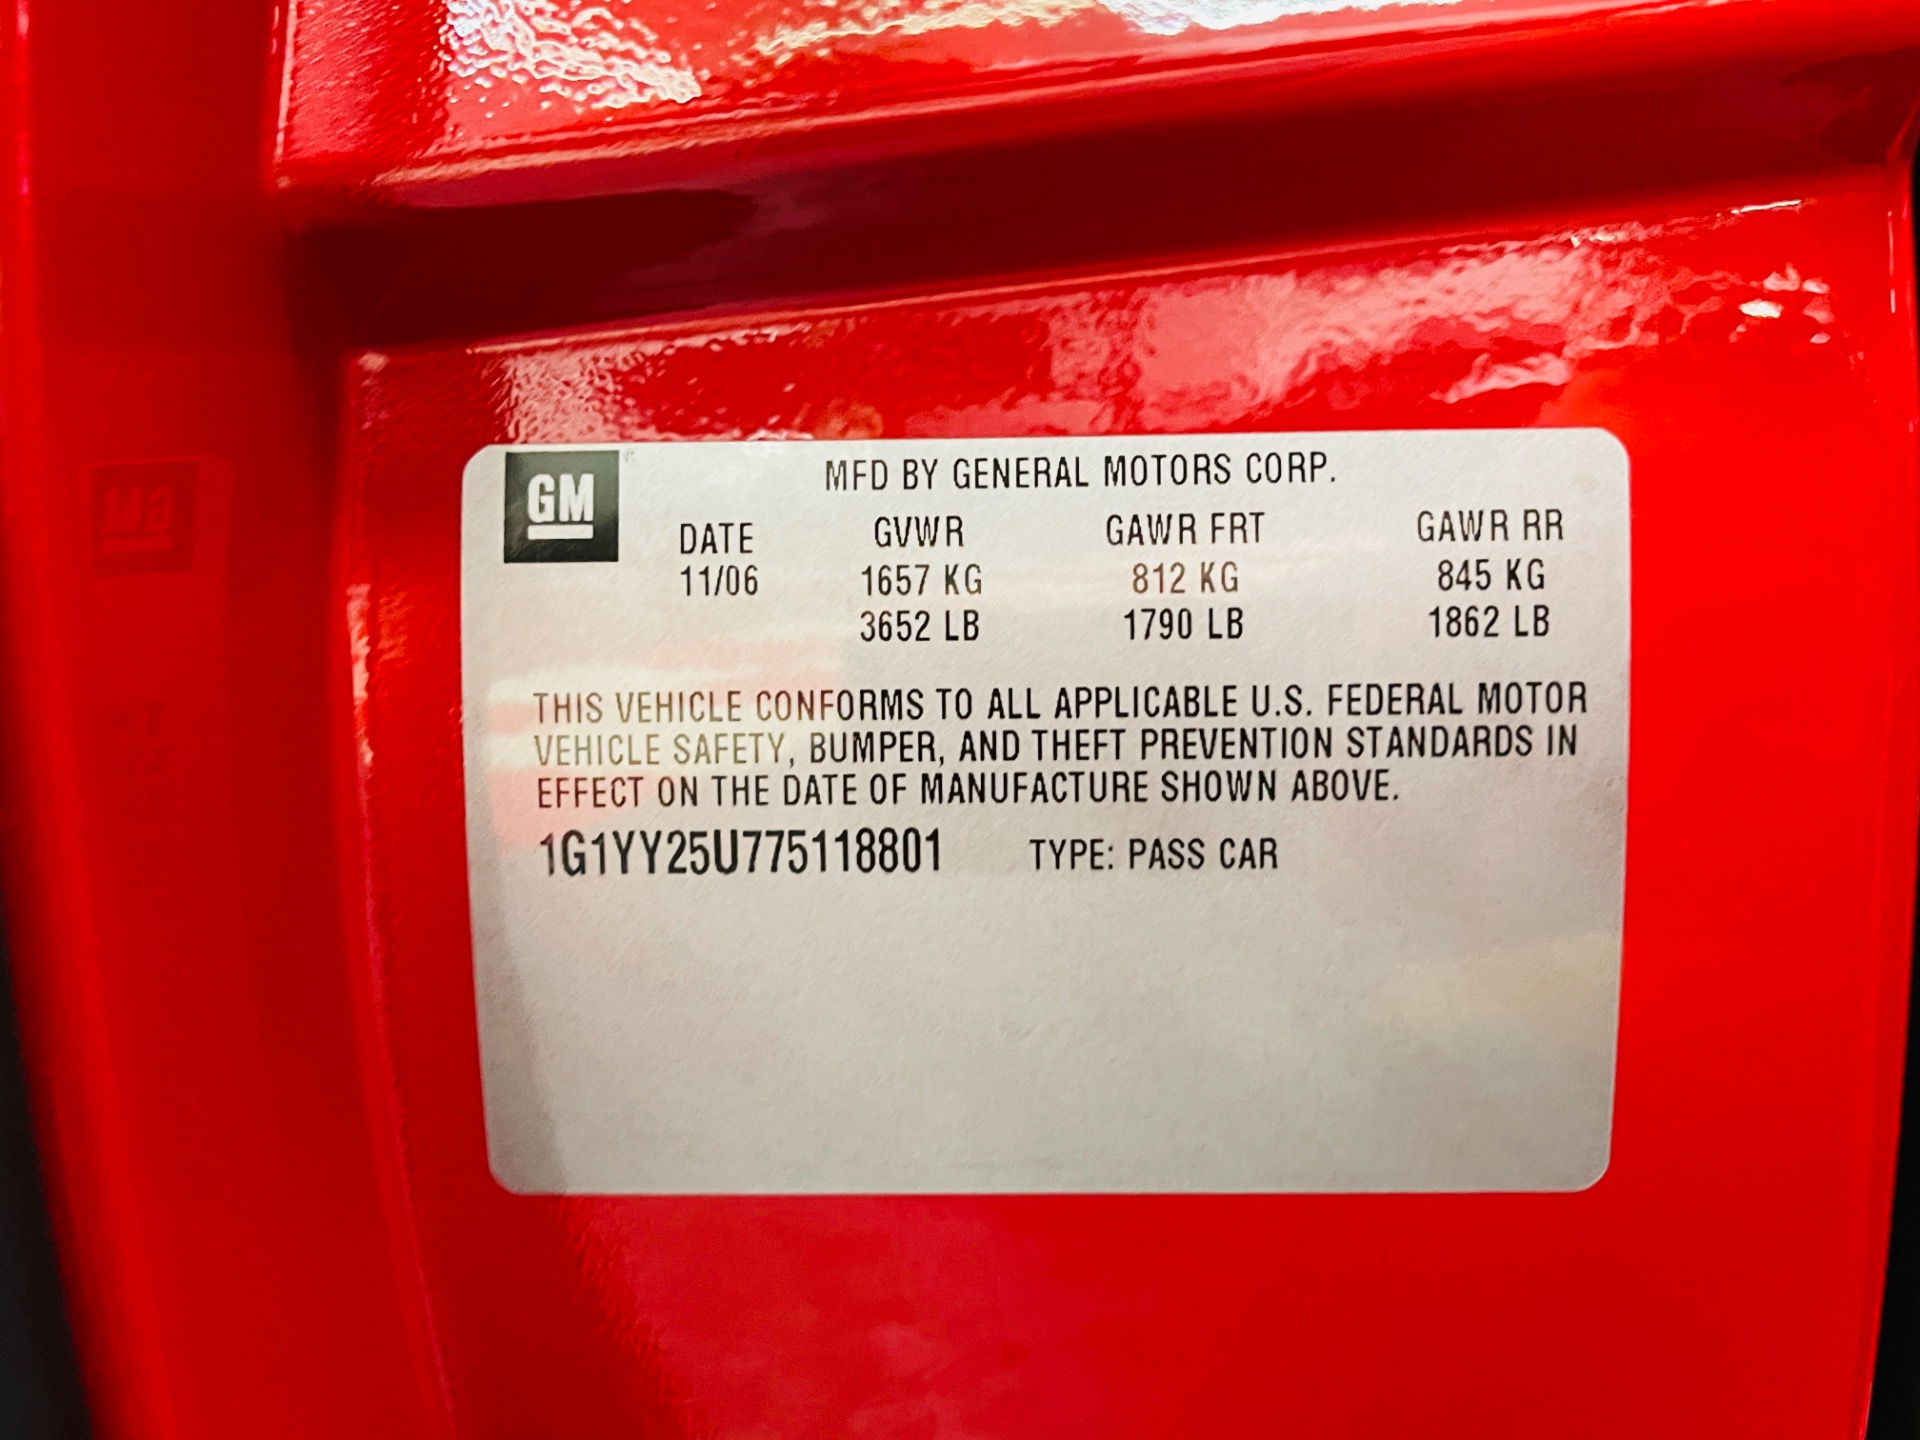 GM
MFD BY GENERAL MOTORS CORP.
DATE GVWR GAWR FRT GAWR RR
11/06 1657 KG 812 KG 845 KG
3652 LB 1790 LB 1862 LB
THIS VEHICLE CONFORMS TO ALL APPLICABLE U.S. FEDERAL MOTOR
VEHICLE SAFETY, BUMPER, AND THEFT PREVENTION STANDARDS IN
EFFECT ON THE DATE OF MANUFACTURE SHOWN ABOVE.
1G1YY25U775118801 TYPE: PASS CAR